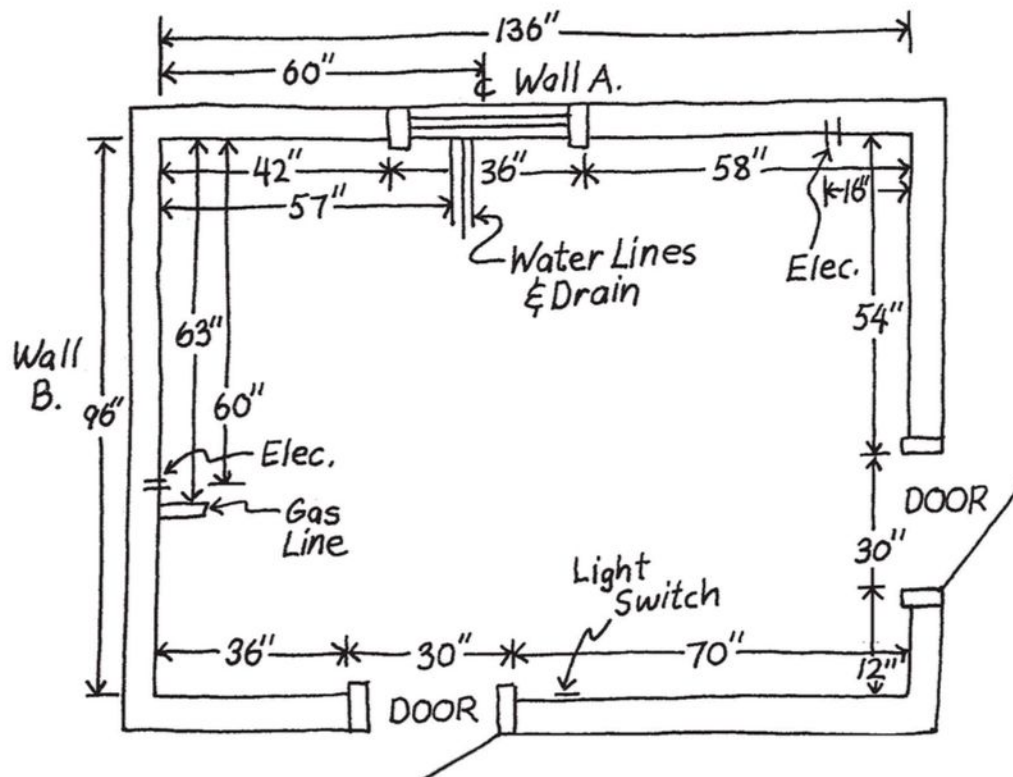 136"
60"
℄ Wall A.
42"
36"
58"
16"
57"
Water Lines
& Drain
Elec.
54"
63"
Wall
B.
96"
60"
Elec.
Gas
Line
DOOR
30"
Light
Switch
36"
30"
70"
12"
DOOR